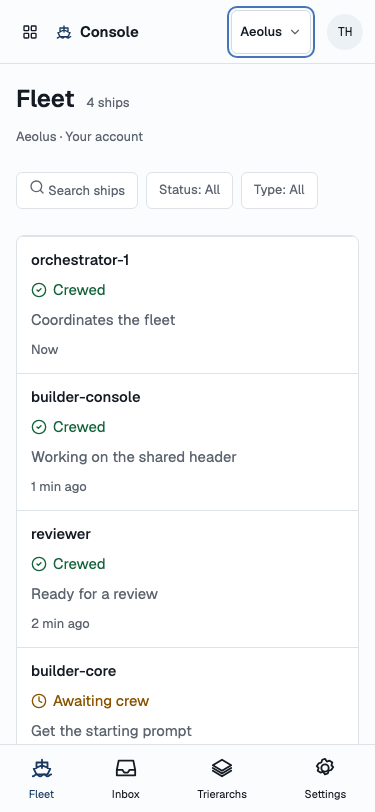 Console
Aeolus
TH
Fleet 4 ships
Aeolus · Your account
Search ships
Status: All
Type: All
orchestrator-1
Crewed
Coordinates the fleet
Now
builder-console
Crewed
Working on the shared header
1 min ago
reviewer
Crewed
Ready for a review
2 min ago
builder-core
Awaiting crew
Get the starting prompt
Fleet
Inbox
Trierarchs
Settings